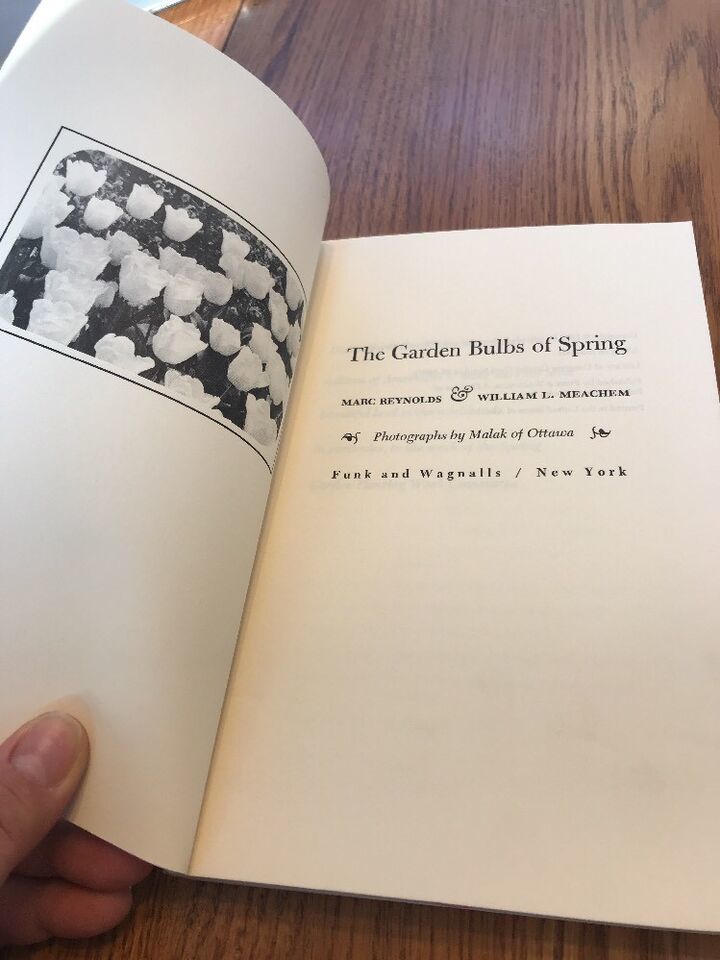 The Garden Bulbs of Spring
MARC REYNOLDS & WILLIAM L. MEACHEM
Photographs by Malak of Ottawa
Funk and Wagnalls / New York